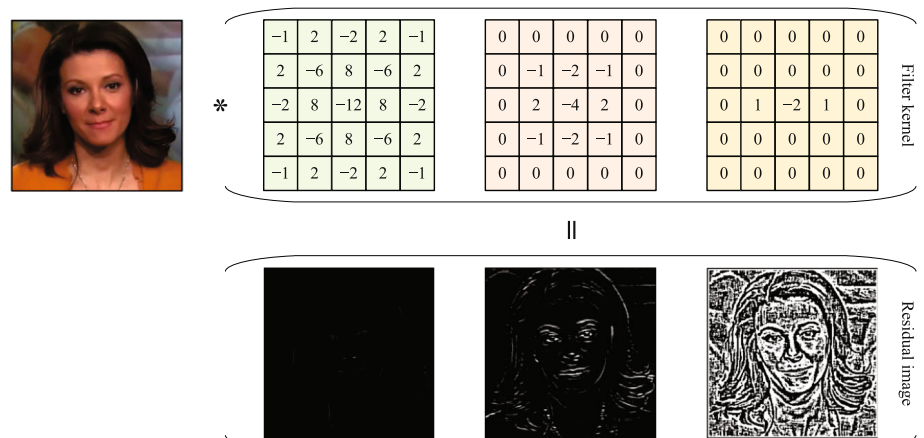 −1 2 −2 2 −1 0 0 0 0 0 0 0 0 0 0
2 −6 8 −6 2 0 −1 −2 −1 0 0 0 0 0 0
* −2 8 −12 8 −2 0 2 −4 2 0 0 1 −2 1 0
2 −6 8 −6 2 0 −1 −2 −1 0 0 0 0 0 0
−1 2 −2 2 −1 0 0 0 0 0 0 0 0 0 0
Filter kernel
=
Residual image